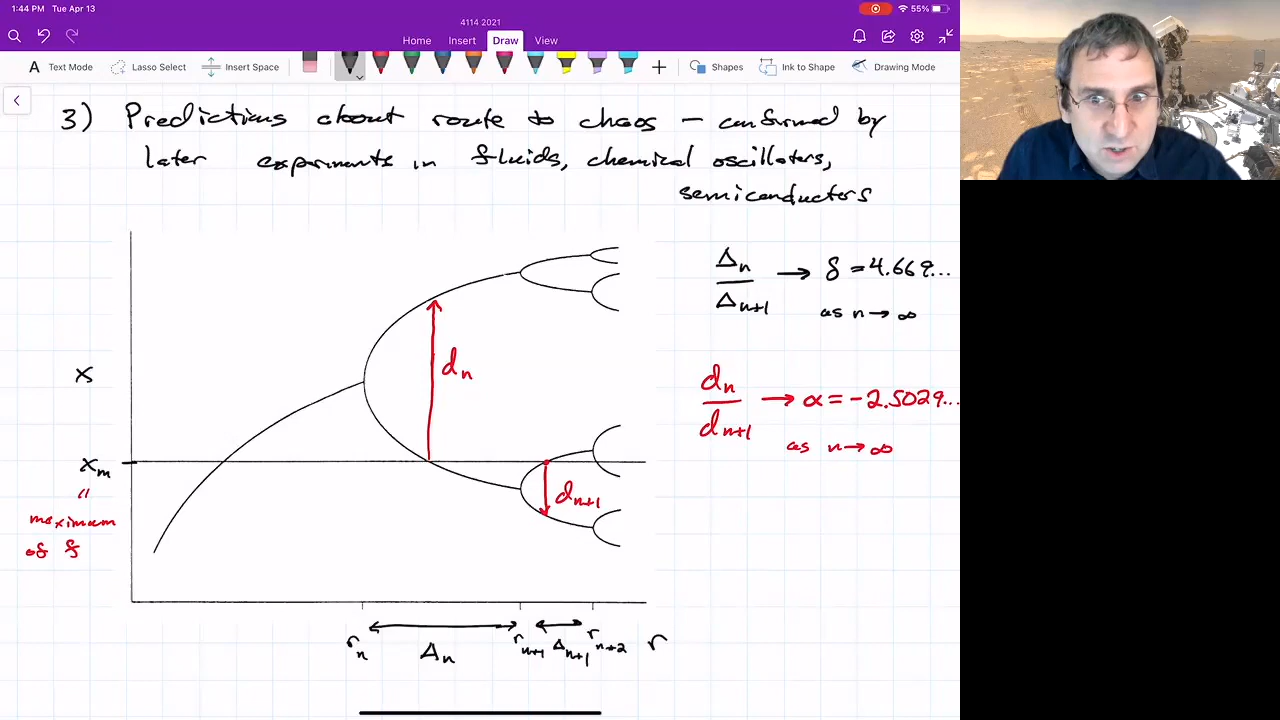 1:44 PM Tue Apr 13
55%
4114 2021
Home Insert Draw View
Text Mode Lasso Select Insert Space Shapes Ink to Shape Drawing Mode
3) Predictions about route to chaos – confirmed by
later experiments in fluids, chemical oscillators,
semiconductors
Δn / Δn+1 → δ = 4.669...
as n → ∞
dn
x
dn / dn+1 → α = -2.5029...
as n → ∞
xm
"
maximum
of f
dn+1
rn Δn rn+1 Δn+1 rn+2 r